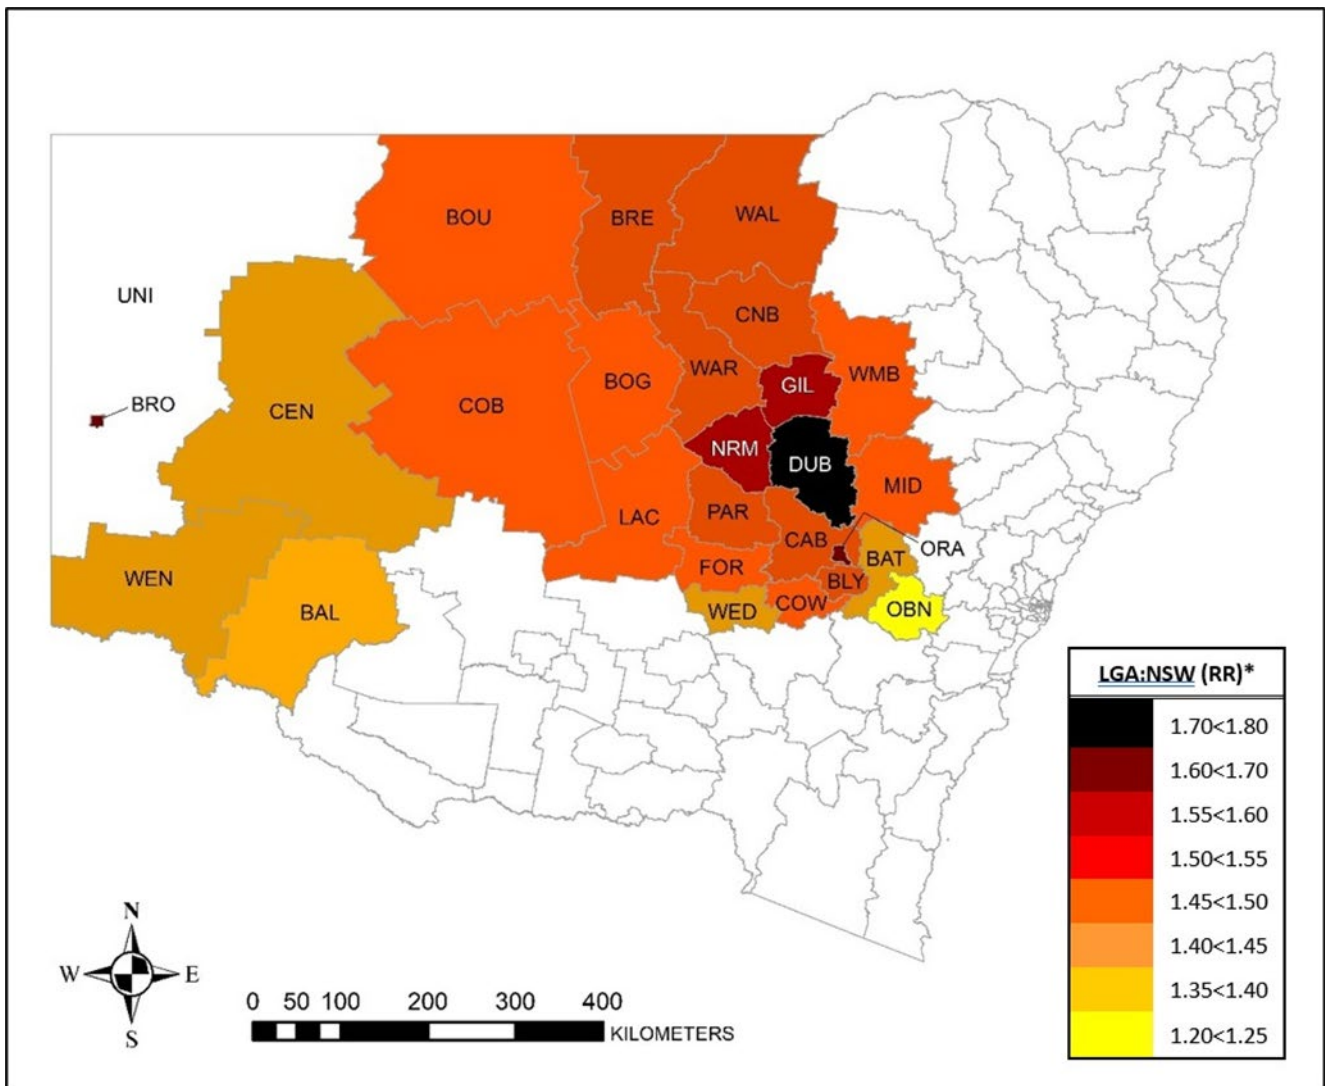 BOU
BRE
WAL
UNI
CNB
WAR
GIL
WMB
BOG
BRO
CEN
COB
NRM
DUB
MID
LAC
PAR
CAB
ORA
BAT
WEN
FOR
BLY
BAL
WED
COW
OBN
LGA:NSW (RR)*
1.70<1.80
1.60<1.70
1.55<1.60
1.50<1.55
1.45<1.50
1.40<1.45
1.35<1.40
1.20<1.25
N
W E
S
0 50 100 200 300 400
KILOMETERS